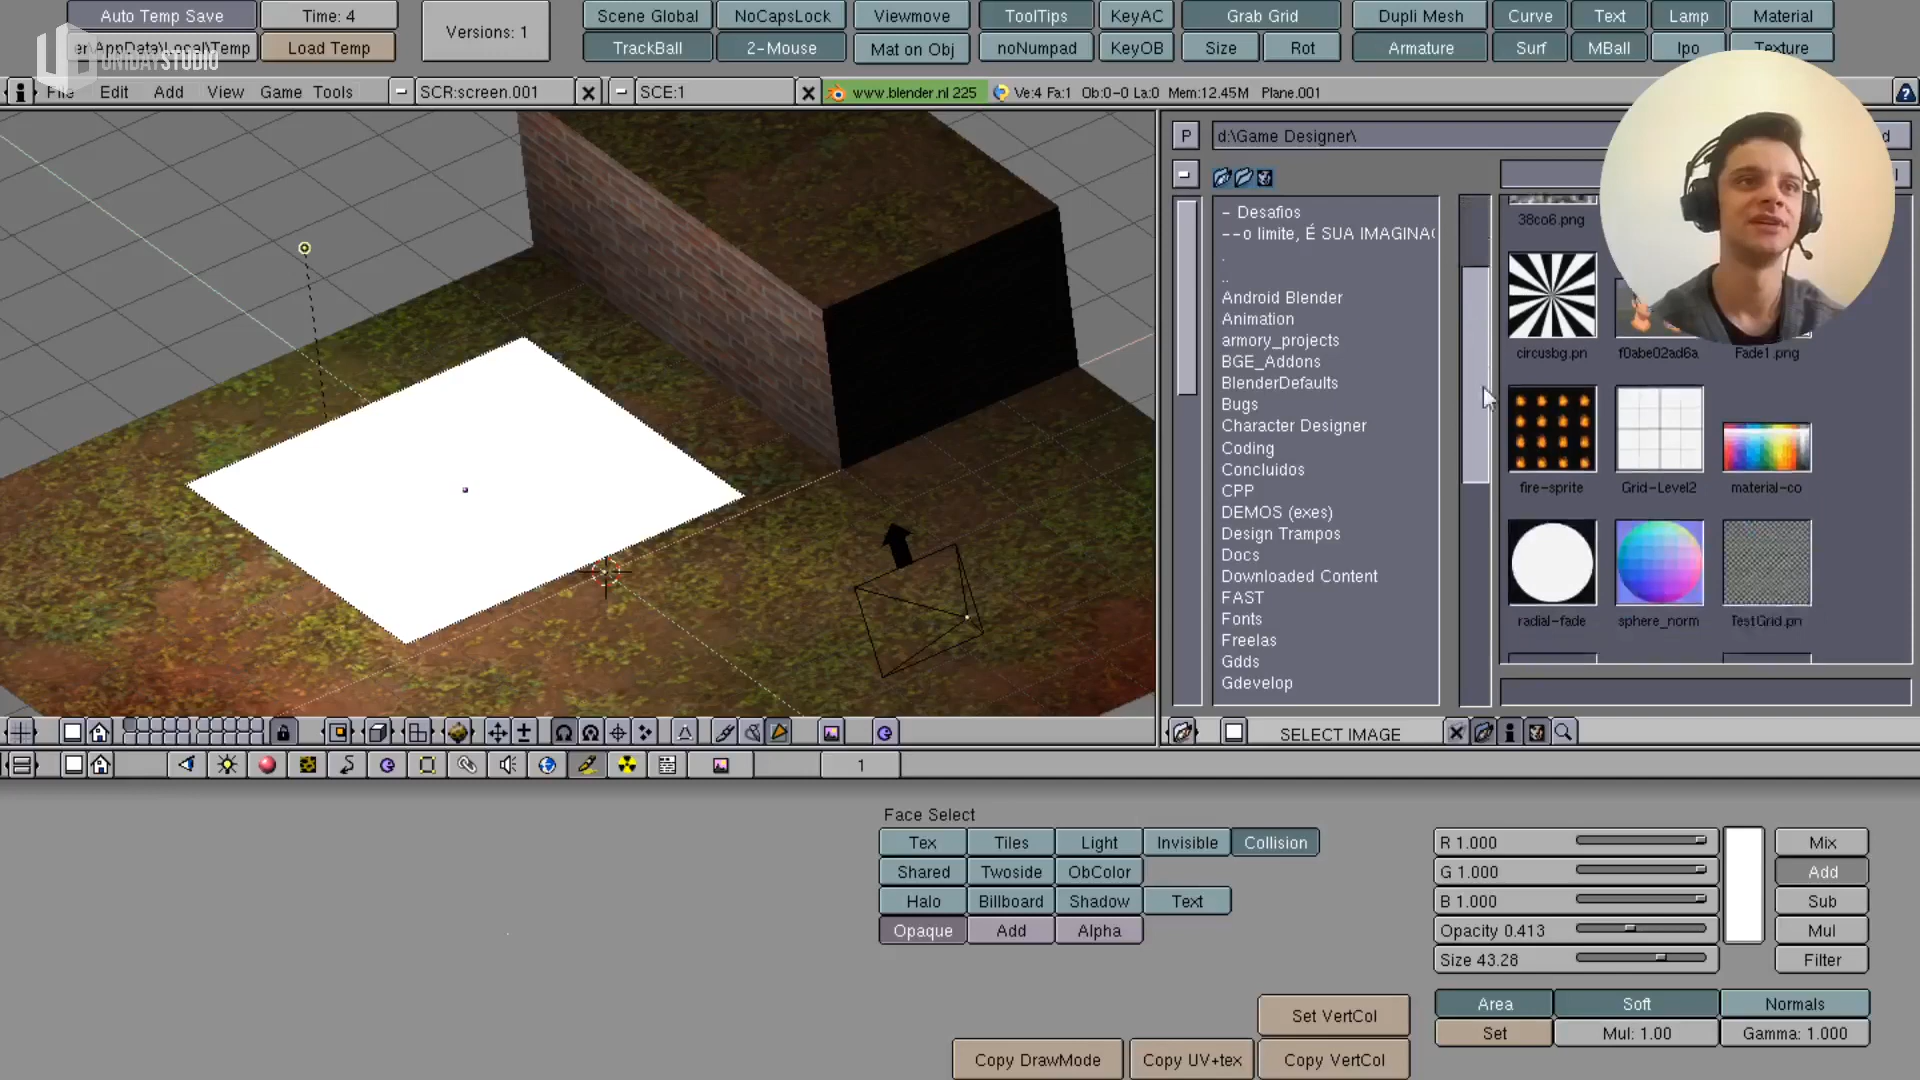 Auto Temp Save Time: 4 Versions: 1 Scene Global NoCapsLock Viewmove ToolTips KeyAC Grab Grid Dupli Mesh Curve Text Lamp Material
er\AppData\Local\Temp Load Temp TrackBall 2-Mouse Mat on Obj noNumpad KeyOB Size Rot Armature Surf MBall Ipo Texture
UNIDAYSTUDIO
File Edit Add View Game Tools SCR:screen.001 SCE:1 www.blender.nl 225 Ve:4 Fa:1 Ob:0-0 La:0 Mem:12.45M Plane.001
P d:\Game Designer\
- Desafios
--o limite, É SUA IMAGINA
.
..
Android Blender
Animation
armory_projects
BGE_Addons
BlenderDefaults
Bugs
Character Designer
Coding
Concluidos
CPP
DEMOS (exes)
Design Trampos
Docs
Downloaded Content
FAST
Fonts
Freelas
Gdds
Gdevelop
38co6.png
circusbg.pn f0abe02ad6a Fade1.png
fire-sprite Grid-Level2 material-co
radial-fade sphere_norm TestGrid.pn
SELECT IMAGE
1
Face Select
Tex Tiles Light Invisible Collision
Shared Twoside ObColor
Halo Billboard Shadow Text
Opaque Add Alpha
R 1.000 Mix
G 1.000 Add
B 1.000 Sub
Opacity 0.413 Mul
Size 43.28 Filter
Area Soft Normals
Set Mul: 1.00 Gamma: 1.000
Set VertCol
Copy DrawMode Copy UV+tex Copy VertCol